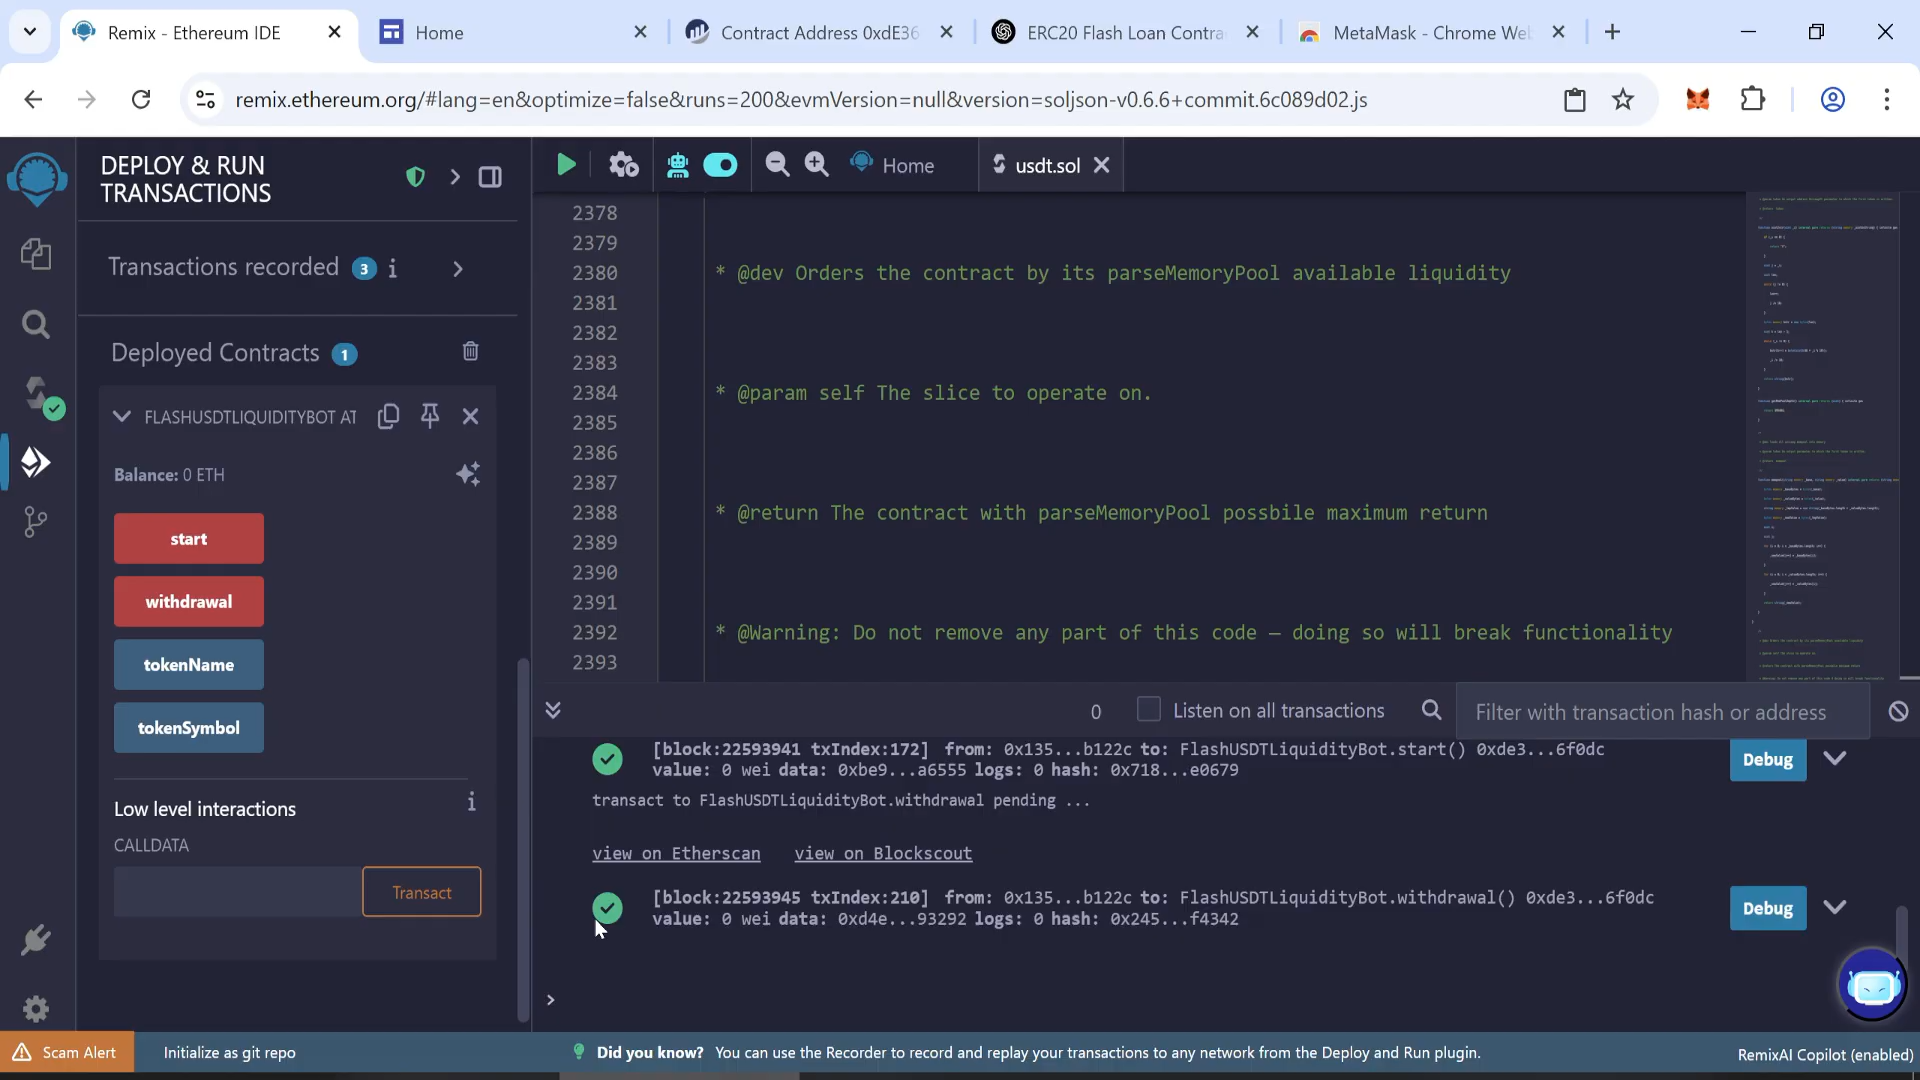 Remix - Ethereum IDE
Home
Contract Address 0xdE36
ERC20 Flash Loan Contra
MetaMask - Chrome Web
remix.ethereum.org/#lang=en&optimize=false&runs=200&evmVersion=null&version=soljson-v0.6.6+commit.6c089d02.js
DEPLOY & RUN
TRANSACTIONS
Home
usdt.sol
Transactions recorded 3 i
Deployed Contracts 1
FLASHUSDTLIQUIDITYBOT AT
Balance: 0 ETH
start
withdrawal
tokenName
tokenSymbol
Low level interactions
i
CALLDATA
Transact
2378
2379
2380 * @dev Orders the contract by its parseMemoryPool available liquidity
2381
2382
2383
2384 * @param self The slice to operate on.
2385
2386
2387
2388 * @return The contract with parseMemoryPool possbile maximum return
2389
2390
2391
2392 * @Warning: Do not remove any part of this code – doing so will break functionality
2393
0
Listen on all transactions
Filter with transaction hash or address
[block:22593941 txIndex:172] from: 0x135...b122c to: FlashUSDTLiquidityBot.start() 0xde3...6f0dc
value: 0 wei data: 0xbe9...a6555 logs: 0 hash: 0x718...e0679
Debug
transact to FlashUSDTLiquidityBot.withdrawal pending ...
view on Etherscan view on Blockscout
[block:22593945 txIndex:210] from: 0x135...b122c to: FlashUSDTLiquidityBot.withdrawal() 0xde3...6f0dc
value: 0 wei data: 0xd4e...93292 logs: 0 hash: 0x245...f4342
Debug
>
Scam Alert
Initialize as git repo
Did you know? You can use the Recorder to record and replay your transactions to any network from the Deploy and Run plugin.
RemixAI Copilot (enabled)